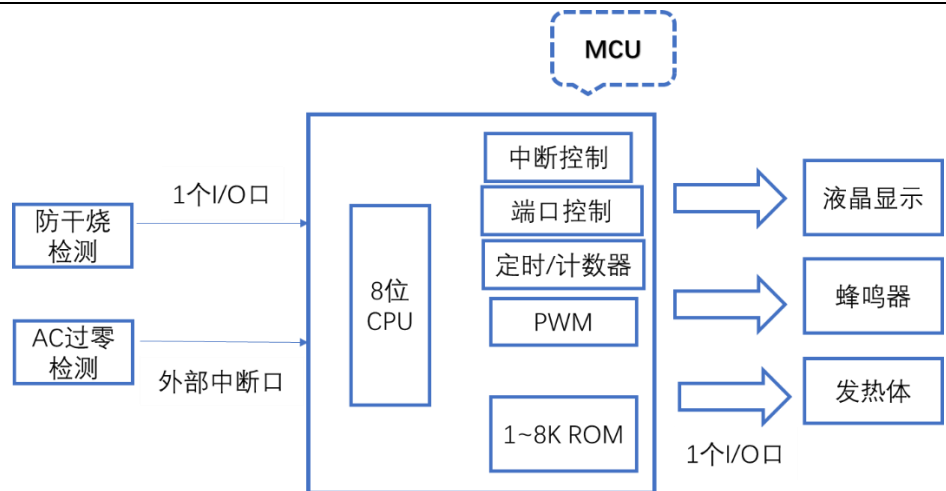 MCU
中断控制
1个I/O口
端口控制
液晶显示
防干烧
检测
定时/计数器
8位
CPU
PWM
蜂鸣器
AC过零
检测
外部中断口
发热体
1~8K ROM
1个I/O口